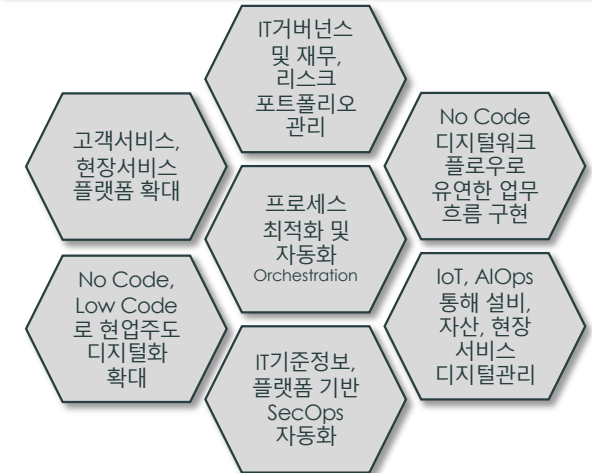 IT거버넌스
및 재무,
리스크
포트폴리오
관리
고객서비스,
현장서비스
플랫폼 확대
No Code
디지털워크
플로우로
유연한 업무
흐름 구현
프로세스
최적화 및
자동화
Orchestration
No Code,
Low Code
로 현업주도
디지털화
확대
IoT, AIOps
통해 설비,
자산, 현장
서비스
디지털관리
IT기준정보,
플랫폼 기반
SecOps
자동화